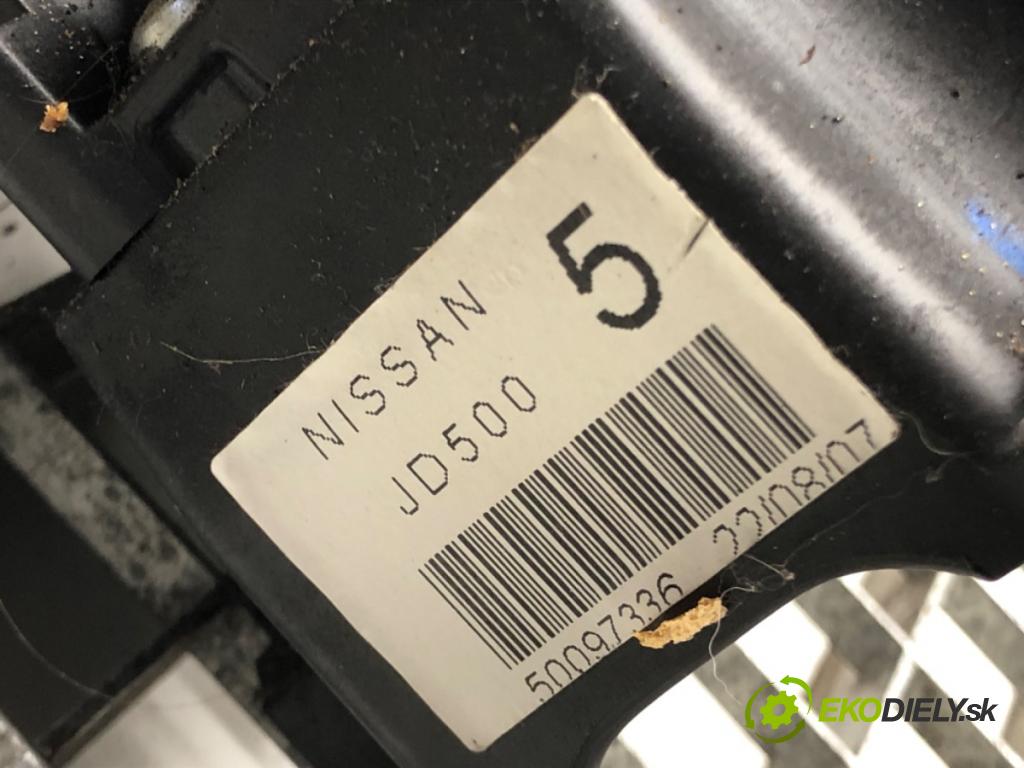 5
NISSAN
JD500
50097336 22/08/07
EKODIELY.sk